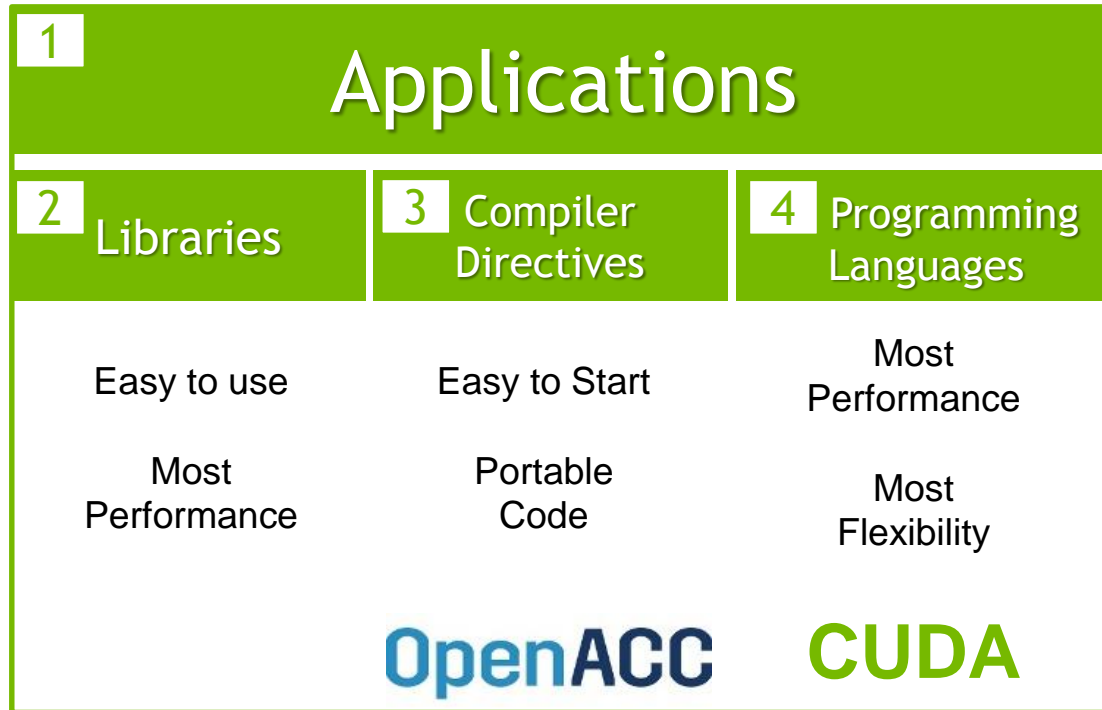 1
Applications
2
Libraries
3 Compiler
Directives
4 Programming
Languages
Easy to use
Most
Performance
Easy to Start
Portable
Code
OpenACC
Most
Performance
Most
Flexibility
CUDA